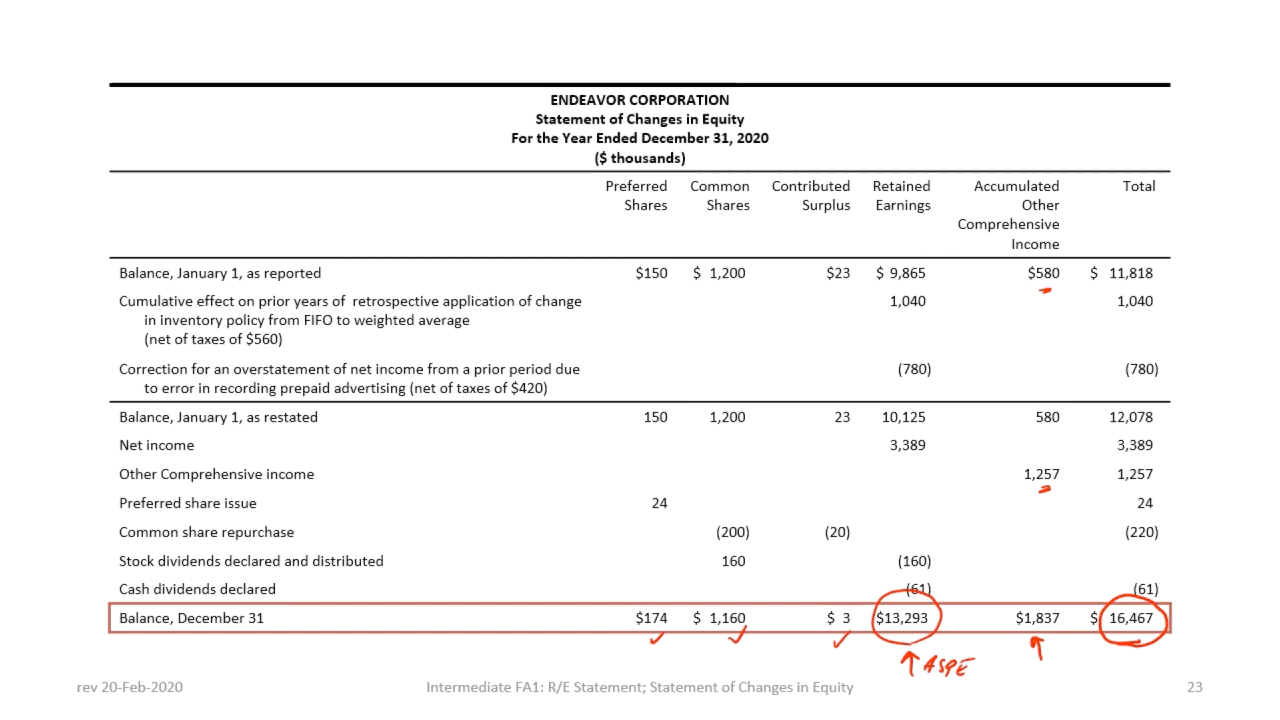 ENDEAVOR CORPORATION
Statement of Changes in Equity
For the Year Ended December 31, 2020
($ thousands)
Preferred Common Contributed Retained Accumulated Total
Shares Shares Surplus Earnings Other
Comprehensive
Income
Balance, January 1, as reported $150 $ 1,200 $23 $ 9,865 $580 $ 11,818
Cumulative effect on prior years of retrospective application of change 1,040 1,040
in inventory policy from FIFO to weighted average
(net of taxes of $560)
Correction for an overstatement of net income from a prior period due (780) (780)
to error in recording prepaid advertising (net of taxes of $420)
Balance, January 1, as restated 150 1,200 23 10,125 580 12,078
Net income 3,389 3,389
Other Comprehensive income 1,257 1,257
Preferred share issue 24 24
Common share repurchase (200) (20) (220)
Stock dividends declared and distributed 160 (160)
Cash dividends declared (61) (61)
Balance, December 31 $174 $ 1,160 $ 3 $13,293 $1,837 $ 16,467
ASPE
rev 20-Feb-2020 Intermediate FA1: R/E Statement; Statement of Changes in Equity 23